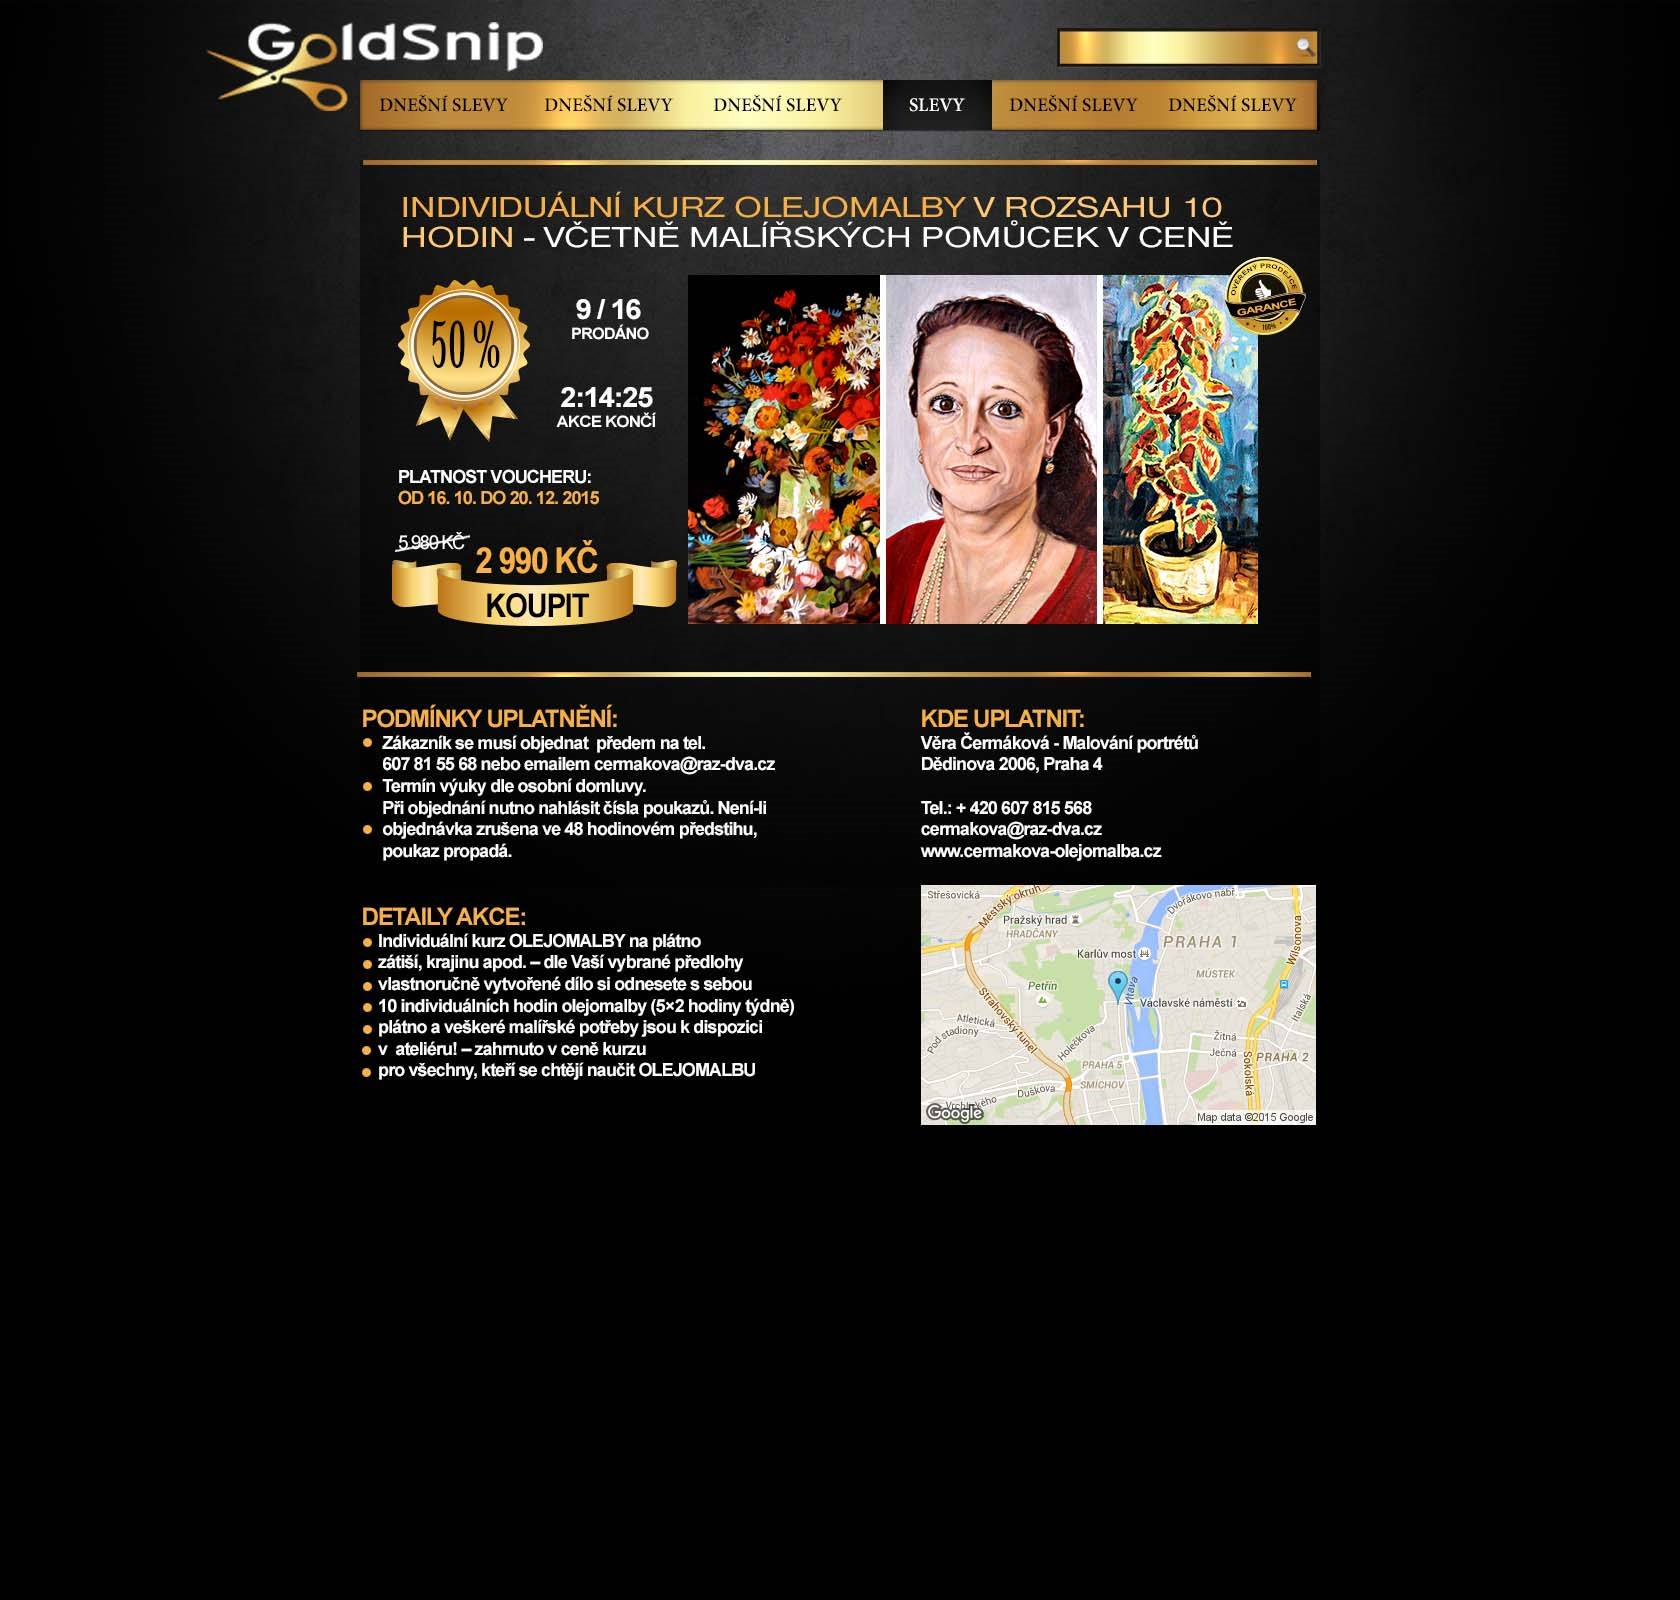 GoldSnip
DNEŠNÍ SLEVY DNEŠNÍ SLEVY DNEŠNÍ SLEVY SLEVY DNEŠNÍ SLEVY DNEŠNÍ SLEVY
INDIVIDUÁLNÍ KURZ OLEJOMALBY V ROZSAHU 10
HODIN - VČETNĚ MALÍŘSKÝCH POMŮCEK V CENĚ
OVĚŘENÝ PRODEJCE
GARANCE
100%
50 %
9 / 16
PRODÁNO
2:14:25
AKCE KONČÍ
PLATNOST VOUCHERU:
OD 16. 10. DO 20. 12. 2015
5 980 KČ
2 990 KČ
KOUPIT
PODMÍNKY UPLATNĚNÍ:
Zákazník se musí objednat předem na tel.
607 81 55 68 nebo emailem cermakova@raz-dva.cz
Termín výuky dle osobní domluvy.
Při objednání nutno nahlásit čísla poukazů. Není-li
objednávka zrušena ve 48 hodinovém předstihu,
poukaz propadá.
DETAILY AKCE:
Individuální kurz OLEJOMALBY na plátno
zátiší, krajinu apod. – dle Vaší vybrané předlohy
vlastnoručně vytvořené dílo si odnesete s sebou
10 individuálních hodin olejomalby (5×2 hodiny týdně)
plátno a veškeré malířské potřeby jsou k dispozici
v ateliéru! – zahrnuto v ceně kurzu
pro všechny, kteří se chtějí naučit OLEJOMALBU
KDE UPLATNIT:
Věra Čermáková - Malování portrétů
Dědinova 2006, Praha 4
Tel.: + 420 607 815 568
cermakova@raz-dva.cz
www.cermakova-olejomalba.cz
Střešovická
Městský okruh
Dvořákovo nábř.
Pražský hrad
HRADČANY
Wilsonova
PRAHA 1
Karlův most
MŮSTEK
Petřín
Vltava
Václavské náměstí
Strahovský tunel
Italská
Atletická
Pod stadiony
Holečkova
Žitná
Ječná
PRAHA 2
PRAHA 5
SMÍCHOV
Sokolská
Duškova
Google
Map data ©2015 Google